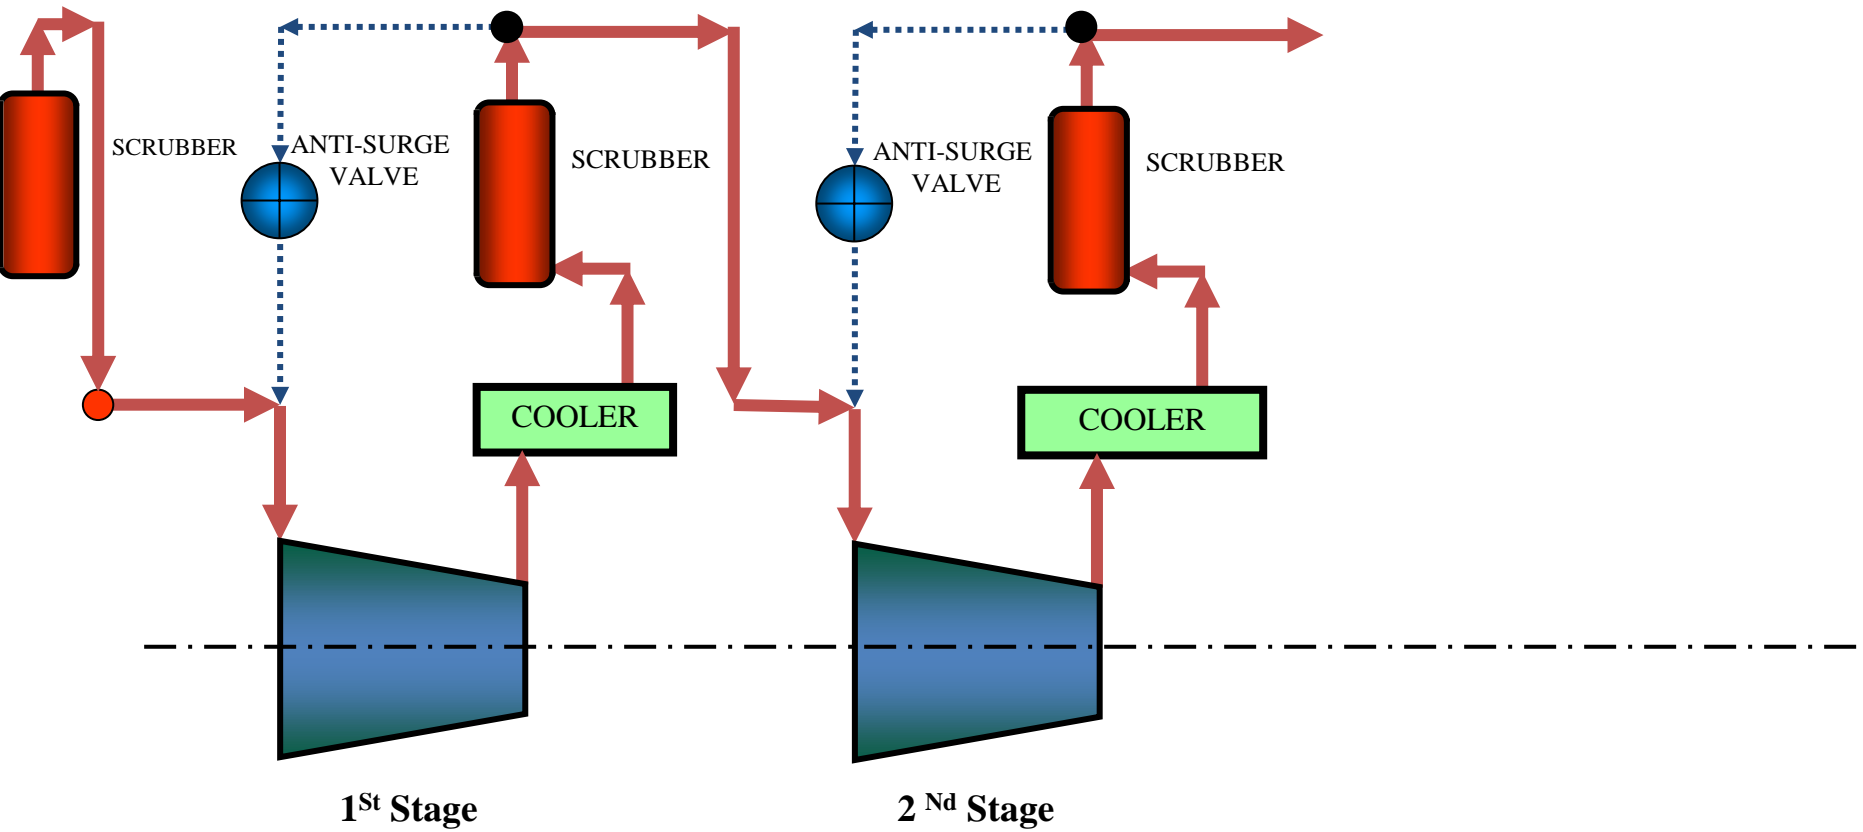 SCRUBBER
ANTI-SURGE
VALVE
SCRUBBER
ANTI-SURGE
VALVE
SCRUBBER
COOLER
COOLER
1St Stage
2 Nd Stage